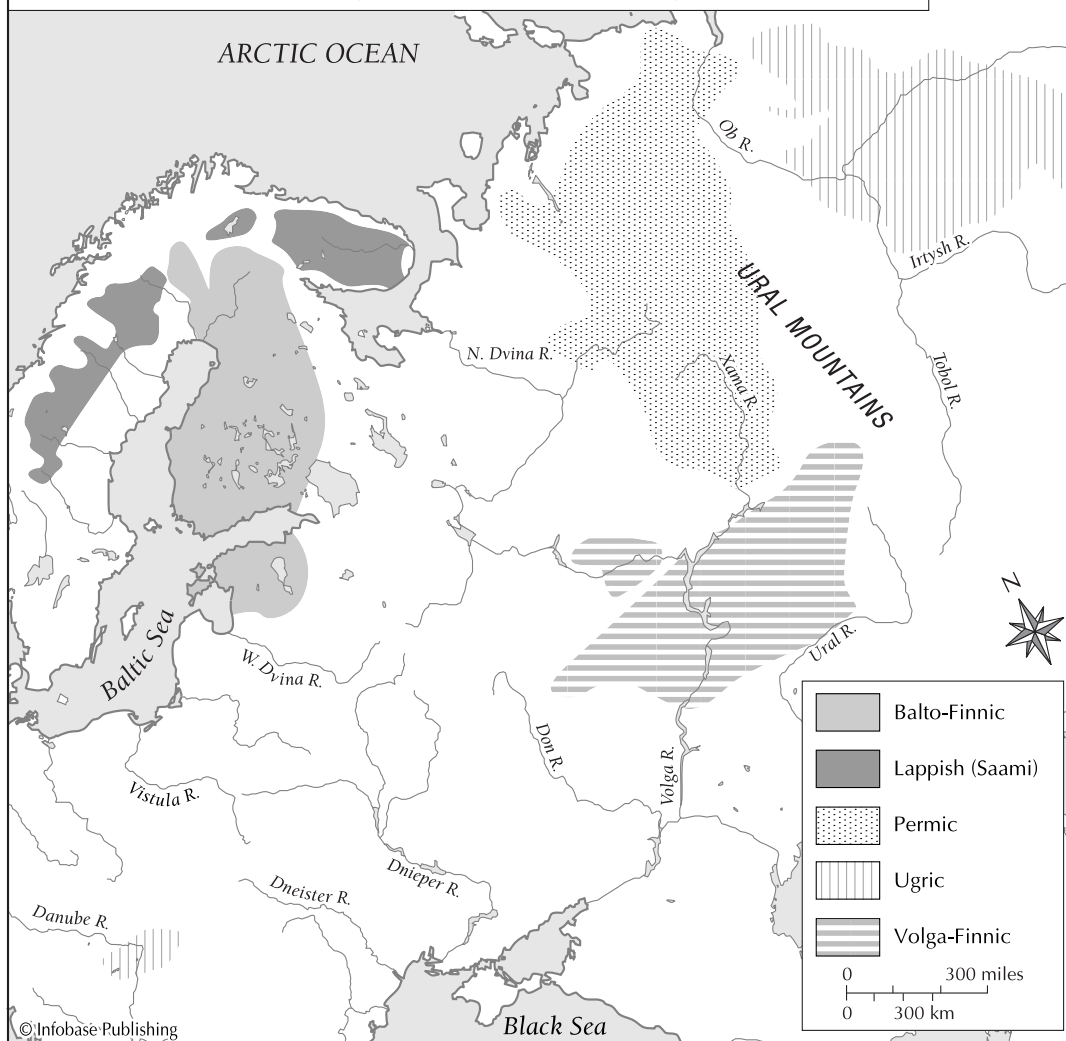 ARCTIC OCEAN
Ob R.
Irtysh R.
URAL MOUNTAINS
N. Dvina R.
Xama R.
Tobol R.
Baltic Sea
W. Dvina R.
Ural R.
N
Don R.
Volga R.
Vistula R.
Dnieper R.
Dneister R.
Danube R.
Black Sea
© Infobase Publishing
Balto-Finnic
Lappish (Saami)
Permic
Ugric
Volga-Finnic
0 300 miles
0 300 km